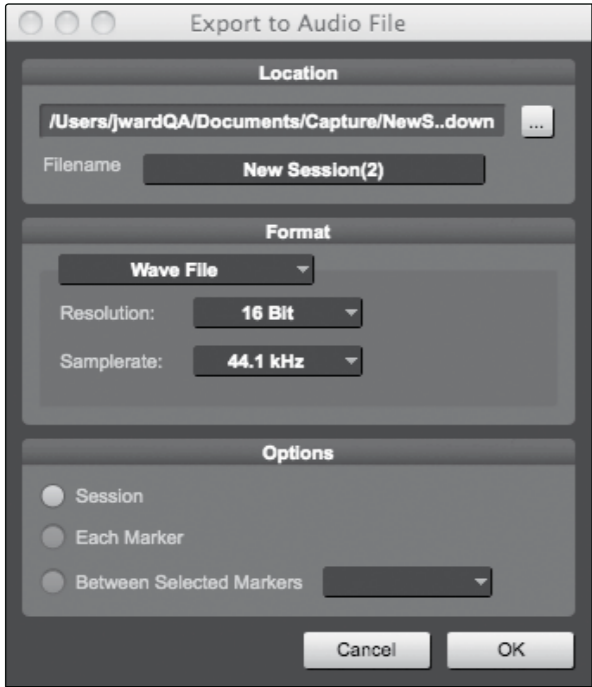 Export to Audio File
Location
/Users/jwardQA/Documents/Capture/NewS..down
...
Filename
New Session(2)
Format
Wave File
Resolution:
16 Bit
Samplerate:
44.1 kHz
Options
Session
Each Marker
Between Selected Markers
Cancel
OK